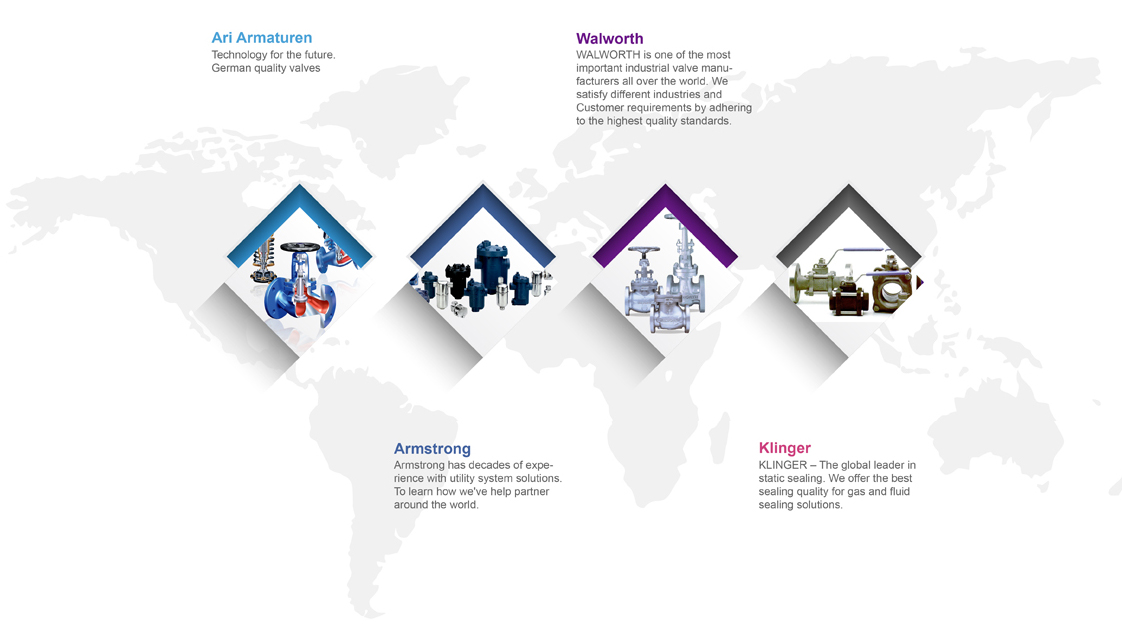 Ari Armaturen
Technology for the future.
German quality valves
Walworth
WALWORTH is one of the most
important industrial valve manu-
facturers all over the world. We
satisfy different industries and
Customer requirements by adhering
to the highest quality standards.
Armstrong
Armstrong has decades of expe-
rience with utility system solutions.
To learn how we've help partner
around the world.
Klinger
KLINGER – The global leader in
static sealing. We offer the best
sealing quality for gas and fluid
sealing solutions.